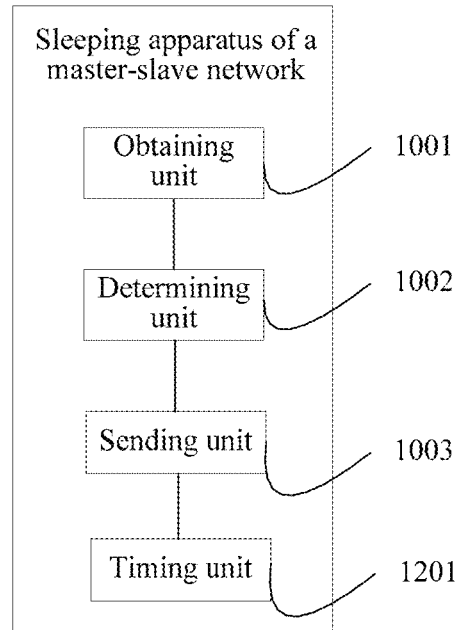 Sleeping apparatus of a
master-slave network
Obtaining
unit
1001
Determining
unit
1002
Sending unit
1003
Timing unit
1201